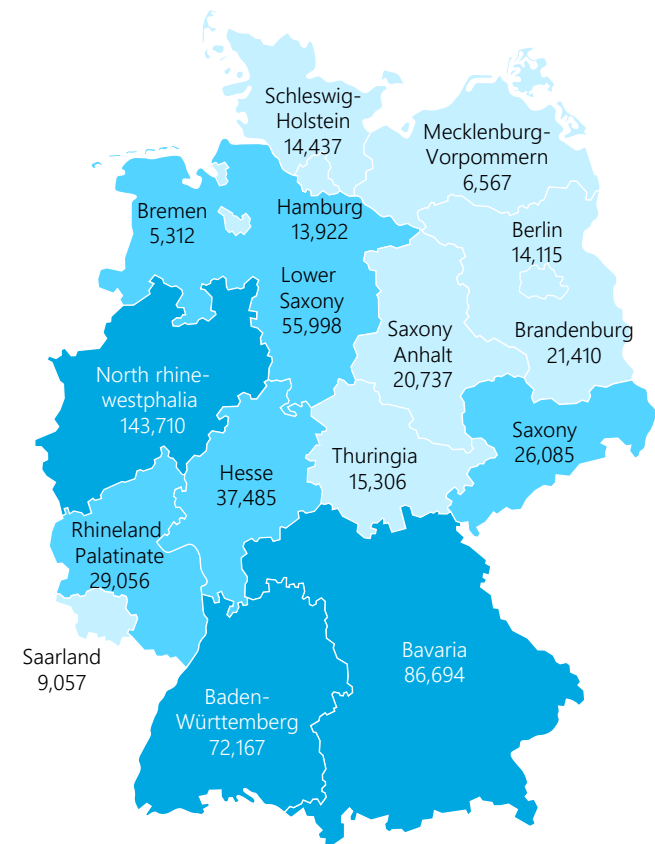 Schleswig-
Holstein
14,437
Mecklenburg-
Vorpommern
6,567
Bremen
5,312
Hamburg
13,922
Berlin
14,115
Lower
Saxony
55,998
Saxony
Anhalt
20,737
Brandenburg
21,410
North rhine-
westphalia
143,710
Saxony
26,085
Thuringia
15,306
Hesse
37,485
Rhineland
Palatinate
29,056
Saarland
9,057
Bavaria
86,694
Baden-
Württemberg
72,167